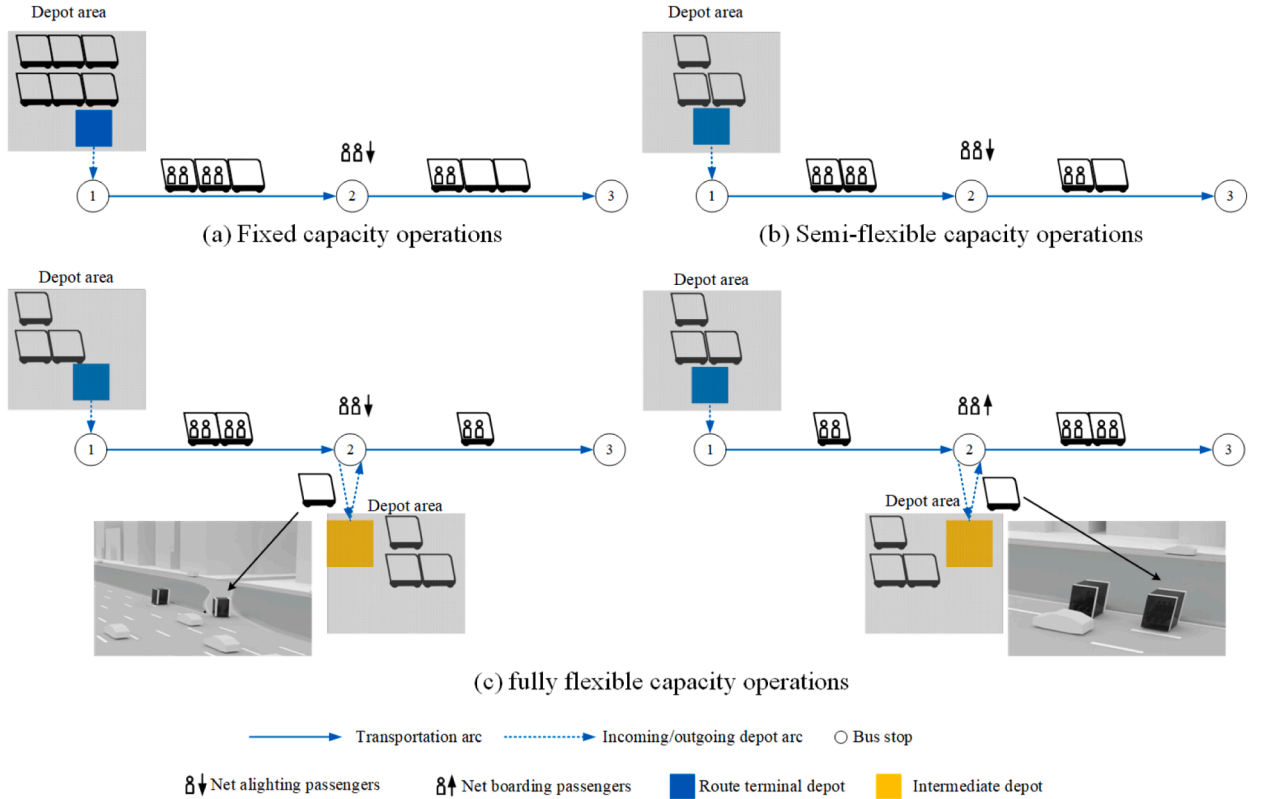 Depot area
Depot area
1
2
3
1
2
3
(a) Fixed capacity operations
(b) Semi-flexible capacity operations
Depot area
Depot area
1
2
3
1
2
3
Depot area
Depot area
(c) fully flexible capacity operations
Transportation arc
Incoming/outgoing depot arc
Bus stop
Net alighting passengers
Net boarding passengers
Route terminal depot
Intermediate depot